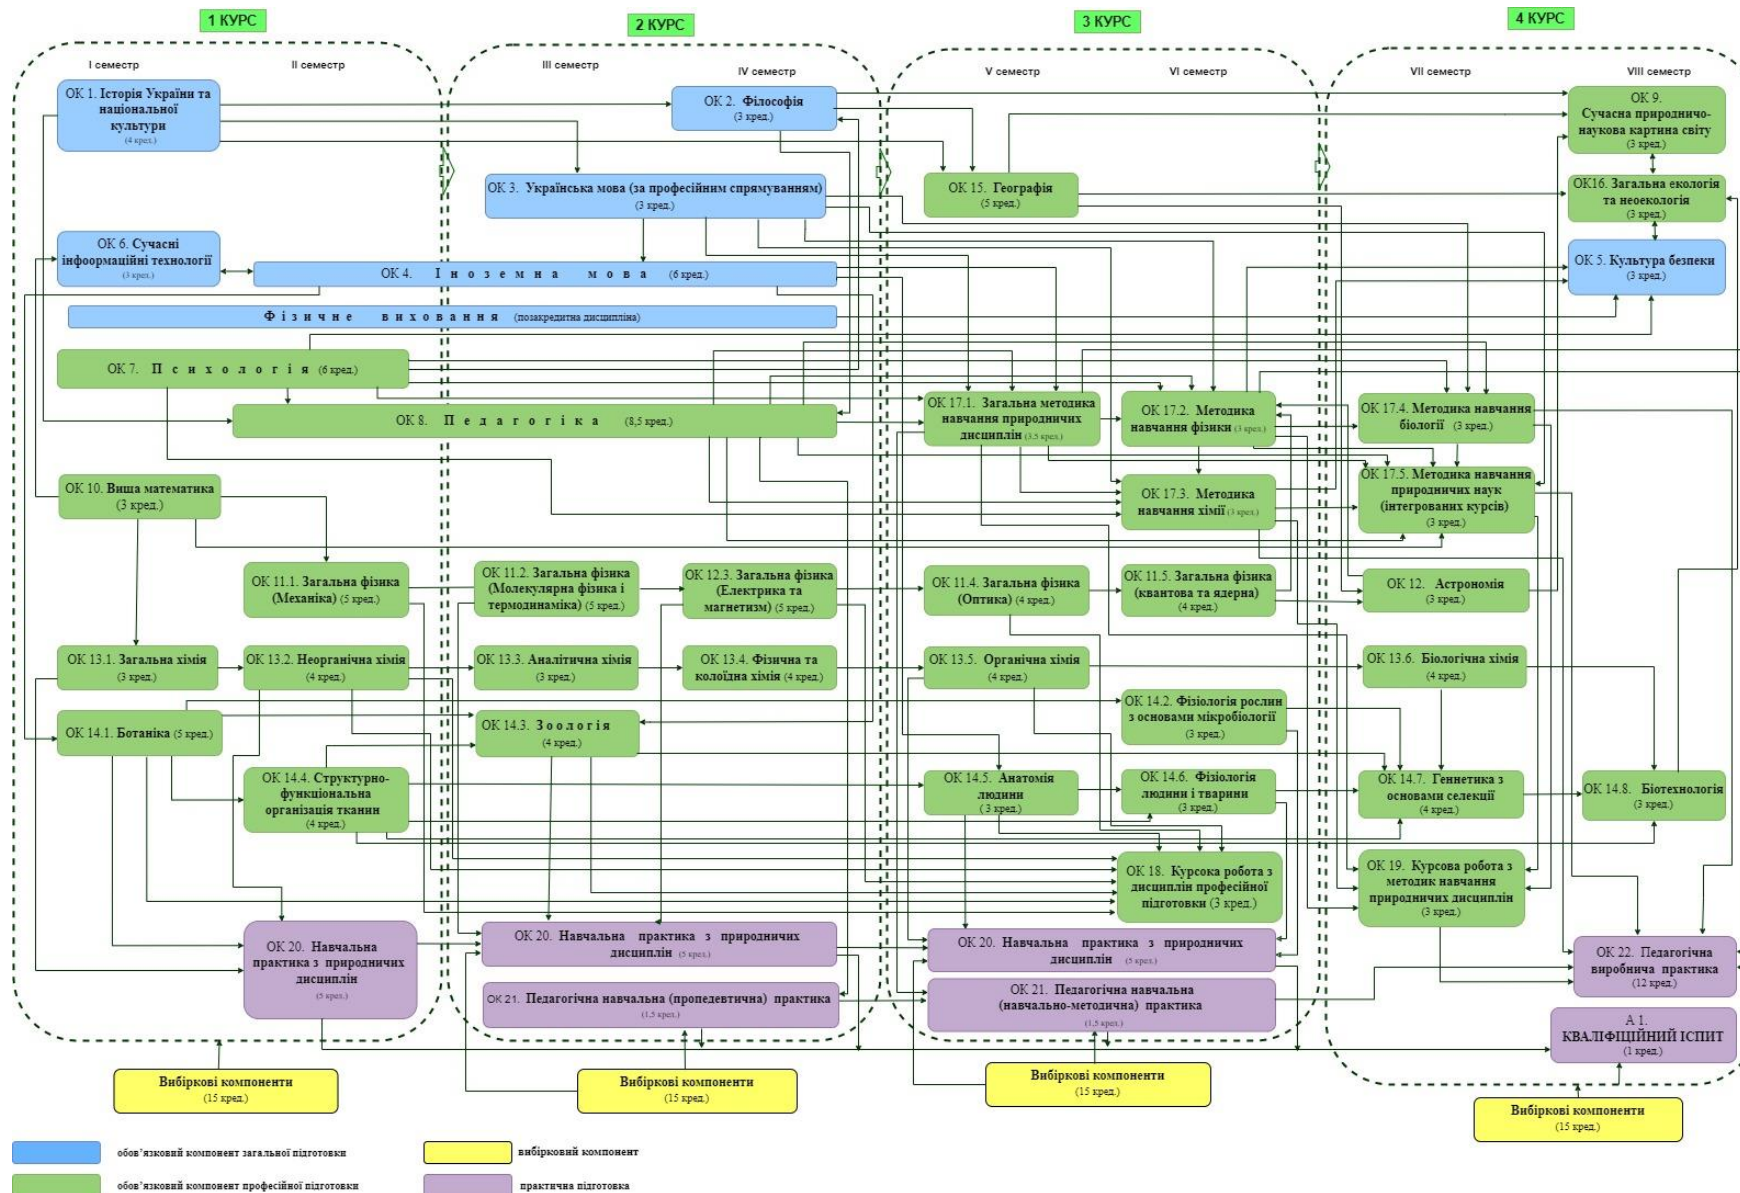 1 КУРС
2 КУРС
3 КУРС
4 КУРС
І семестр
ІІ семестр
ІІІ семестр
IV семестр
V семестр
VI семестр
VII семестр
VIII семестр
ОК 1. Історія України та
національної
культури
(4 кред.)
ОК 2. Філософія
(3 кред.)
ОК 9.
Сучасна природничо-
наукова картина світу
(3 кред.)
ОК 3. Українська мова (за професійним спрямуванням)
(3 кред.)
ОК 15. Географія
(5 кред.)
ОК16. Загальна екологія
та неоекологія
(3 кред.)
ОК 6. Сучасні
інфоормаційні технології
(3 кред.)
ОК 4. І н о з е м н а м о в а (6 кред.)
ОК 5. Культура безпеки
(3 кред.)
Ф і з и ч н е в и х о в а н н я (позакредитна дисципліна)
ОК 7. П с и х о л о г і я (6 кред.)
ОК 8. П е д а г о г і к а (8,5 кред.)
ОК 17.1. Загальна методика
навчання природничих
дисциплін (3,5 кред.)
ОК 17.2. Методика
навчання фізики (3 кред.)
ОК 17.4. Методика навчання
біології (3 кред.)
ОК 10. Вища математика
(3 кред.)
ОК 17.3. Методика
навчання хімії (3 кред.)
ОК 17.5. Методика навчання
природничих наук
(інтегрованих курсів)
(3 кред.)
ОК 11.1. Загальна фізика
(Механіка) (5 кред.)
ОК 11.2. Загальна фізика
(Молекулярна фізика і
термодинаміка) (5 кред.)
ОК 12.3. Загальна фізика
(Електрика та
магнетизм) (5 кред.)
ОК 11.4. Загальна фізика
(Оптика) (4 кред.)
ОК 11.5. Загальна фізика
(квантова та ядерна)
(4 кред.)
ОК 12. Астрономія
(3 кред.)
ОК 13.1. Загальна хімія
(3 кред.)
ОК 13.2. Неорганічна хімія
(4 кред.)
ОК 13.3. Аналітична хімія
(3 кред.)
ОК 13.4. Фізична та
колоїдна хімія (4 кред.)
ОК 13.5. Органічна хімія
(4 кред.)
ОК 13.6. Біологічна хімія
(4 кред.)
ОК 14.1. Ботаніка (5 кред.)
ОК 14.3. З о о л о г і я
(4 кред.)
ОК 14.2. Фізіологія рослин
з основами мікробіології
(3 кред.)
ОК 14.4. Структурно-
функціональна
організація тканин
(4 кред.)
ОК 14.5. Анатомія
людини
(3 кред.)
ОК 14.6. Фізіологія
людини і тварини
(3 кред.)
ОК 14.7. Геннетика з
основами селекції
(4 кред.)
ОК 14.8. Біотехнологія
(3 кред.)
ОК 18. Курсока робота з
дисциплін професійної
підготовки (3 кред.)
ОК 19. Курсова робота з
методик навчання
природничих дисциплін
(3 кред.)
ОК 20. Навчальна
практика з природничих
дисциплін
(5 кред.)
ОК 20. Навчальна практика з природничих
дисциплін (5 кред.)
ОК 20. Навчальна практика з природничих
дисциплін (5 кред.)
ОК 22. Педагогічна
виробнича практика
(12 кред.)
ОК 21. Педагогічна навчальна (пропедевтична) практика
(1,5 кред.)
ОК 21. Педагогічна навчальна
(навчально-методична) практика
(1,5 кред.)
А 1.
КВАЛІФІЦІЙНИЙ ІСПИТ
(1 кред.)
Вибіркові компоненти
(15 кред.)
Вибіркові компоненти
(15 кред.)
Вибіркові компоненти
(15 кред.)
Вибіркові компоненти
(15 кред.)
обов’язковий компонент загальної підготовки
вибірковий компонент
обов’язковий компонент професійної підготовки
практична підготовка